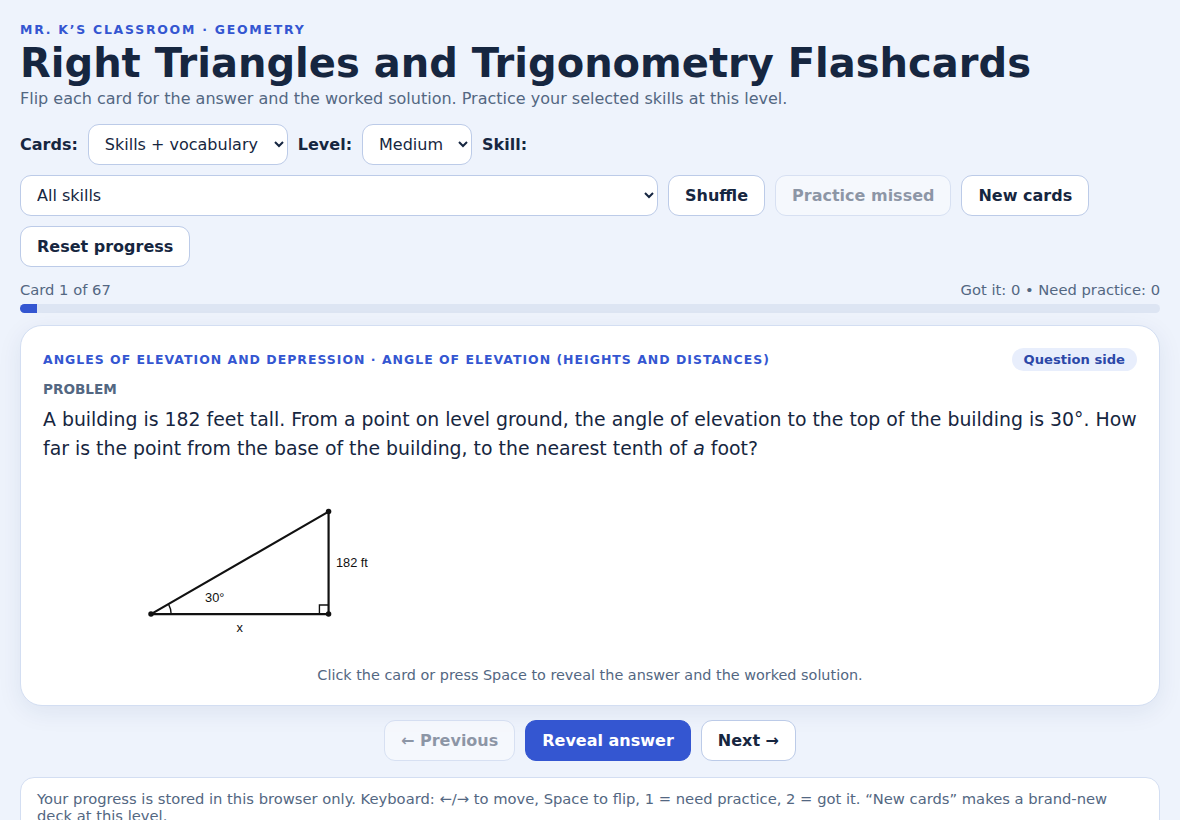 MR. K’S CLASSROOM · GEOMETRY
Right Triangles and Trigonometry Flashcards
Flip each card for the answer and the worked solution. Practice your selected skills at this level.
Cards: Skills + vocabulary Level: Medium Skill:
All skills Shuffle Practice missed New cards
Reset progress
Card 1 of 67 Got it: 0 • Need practice: 0
ANGLES OF ELEVATION AND DEPRESSION · ANGLE OF ELEVATION (HEIGHTS AND DISTANCES) Question side
PROBLEM
A building is 182 feet tall. From a point on level ground, the angle of elevation to the top of the building is 30°. How
far is the point from the base of the building, to the nearest tenth of a foot?
182 ft
30°
x
Click the card or press Space to reveal the answer and the worked solution.
← Previous Reveal answer Next →
Your progress is stored in this browser only. Keyboard: ←/→ to move, Space to flip, 1 = need practice, 2 = got it. “New cards” makes a brand-new
deck at this level.